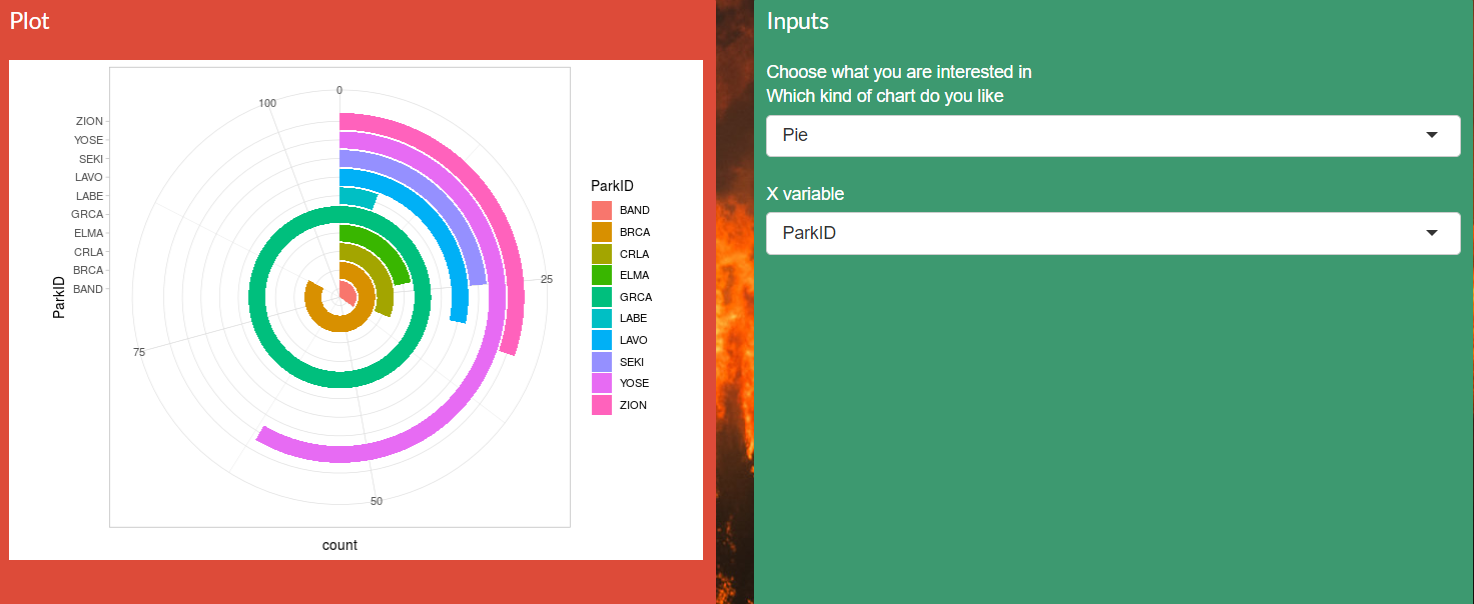 Plot
0
100
25
75
50
ZION
YOSE
SEKI
LAVO
LABE
GRCA
ELMA
CRLA
BRCA
BAND
ParkID
count
ParkID
BAND
BRCA
CRLA
ELMA
GRCA
LABE
LAVO
SEKI
YOSE
ZION
Inputs
Choose what you are interested in
Which kind of chart do you like
Pie
X variable
ParkID